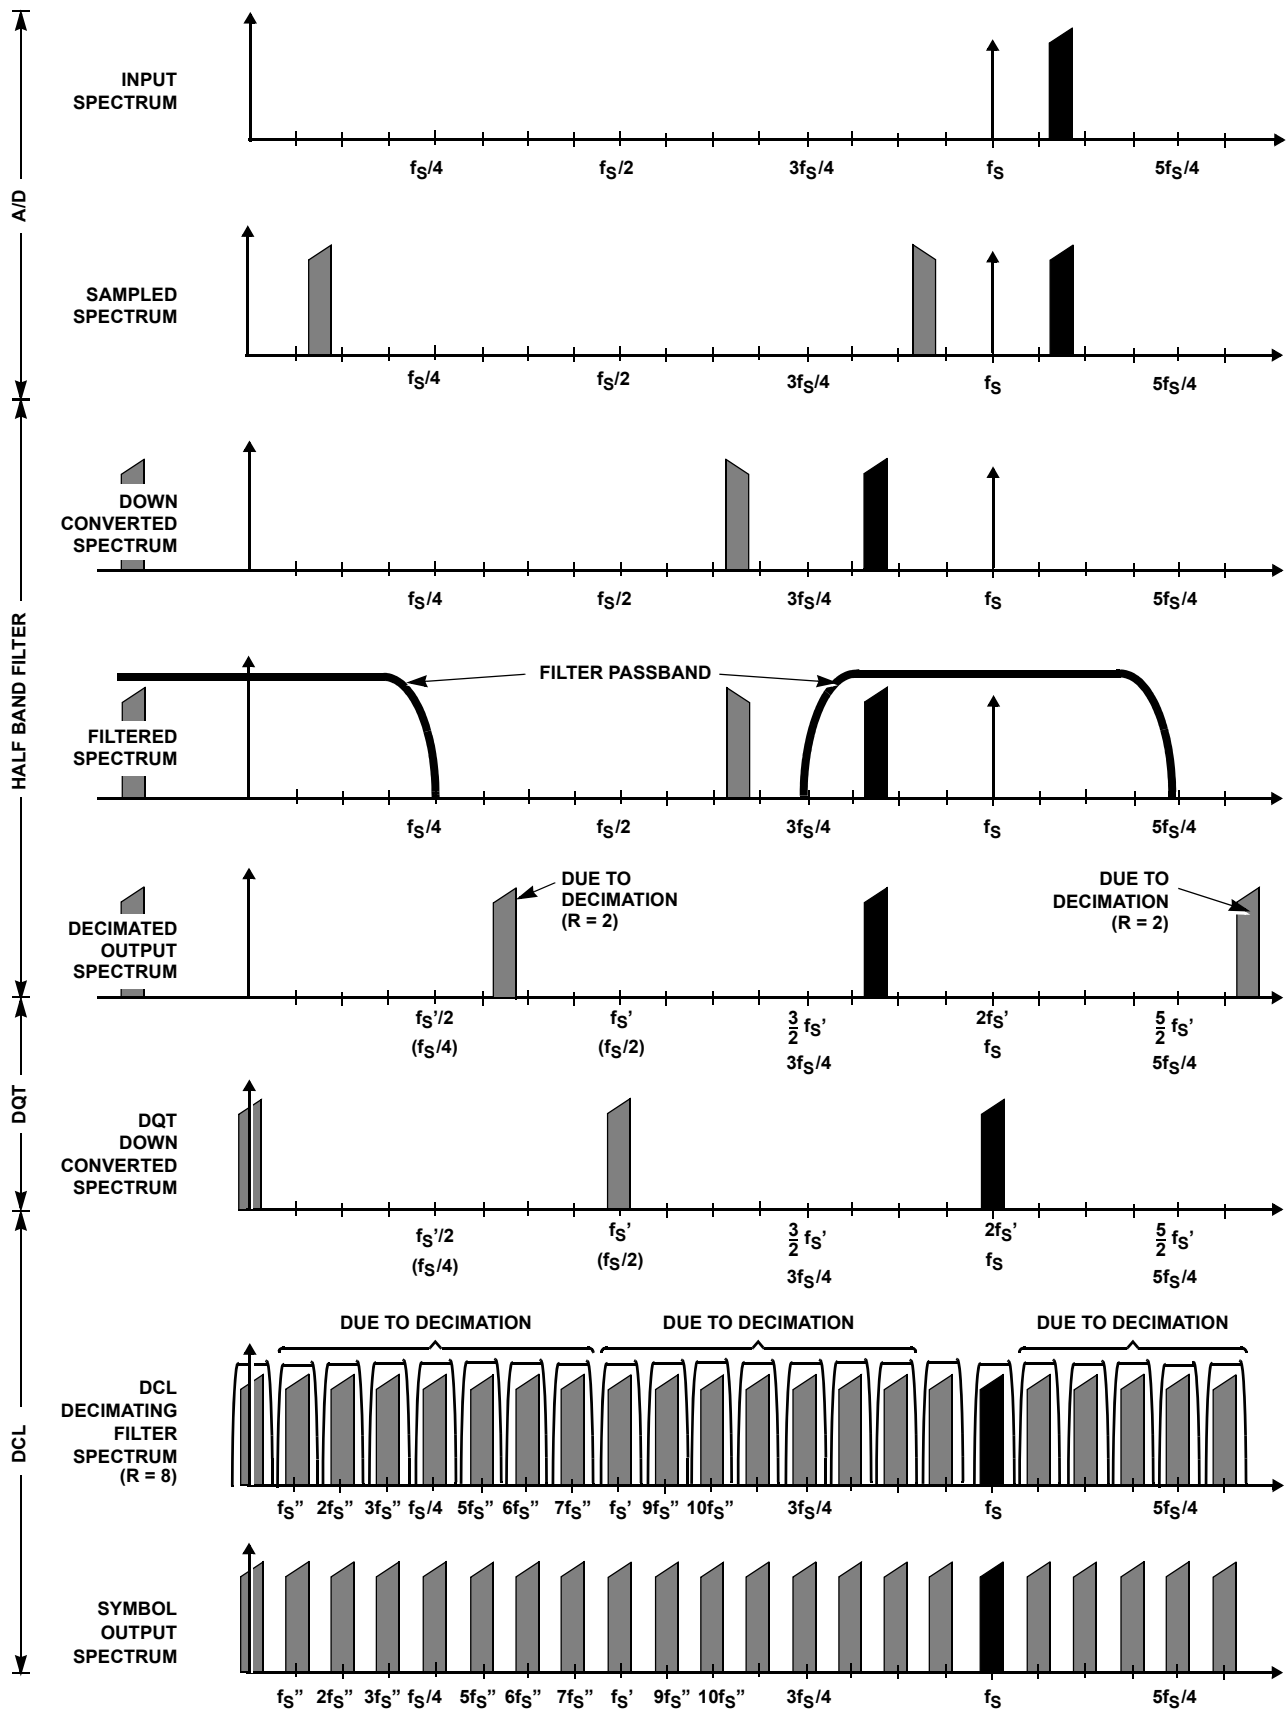 INPUT
SPECTRUM
fS/4 fS/2 3fS/4 fS 5fS/4
A/D
SAMPLED
SPECTRUM
fS/4 fS/2 3fS/4 fS 5fS/4
DOWN
CONVERTED
SPECTRUM
fS/4 fS/2 3fS/4 fS 5fS/4
HALF BAND FILTER
FILTER PASSBAND
FILTERED
SPECTRUM
fS/4 fS/2 3fS/4 fS 5fS/4
DUE TO
DECIMATION
(R = 2)
DUE TO
DECIMATION
(R = 2)
DECIMATED
OUTPUT
SPECTRUM
fS’/2 fS’ 3/2 fS’ 2fS’ 5/2 fS’
(fS/4) (fS/2) 3fS/4 fS 5fS/4
DQT
DQT
DOWN
CONVERTED
SPECTRUM
fS’/2 fS’ 3/2 fS’ 2fS’ 5/2 fS’
(fS/4) (fS/2) 3fS/4 fS 5fS/4
DUE TO DECIMATION DUE TO DECIMATION DUE TO DECIMATION
DCL
DCL
DECIMATING
FILTER
SPECTRUM
(R = 8)
fS” 2fS” 3fS” fS/4 5fS” 6fS” 7fS” fS’ 9fS” 10fS” 3fS/4 fS 5fS/4
SYMBOL
OUTPUT
SPECTRUM
fS” 2fS” 3fS” fS/4 5fS” 6fS” 7fS” fS’ 9fS” 10fS” 3fS/4 fS 5fS/4